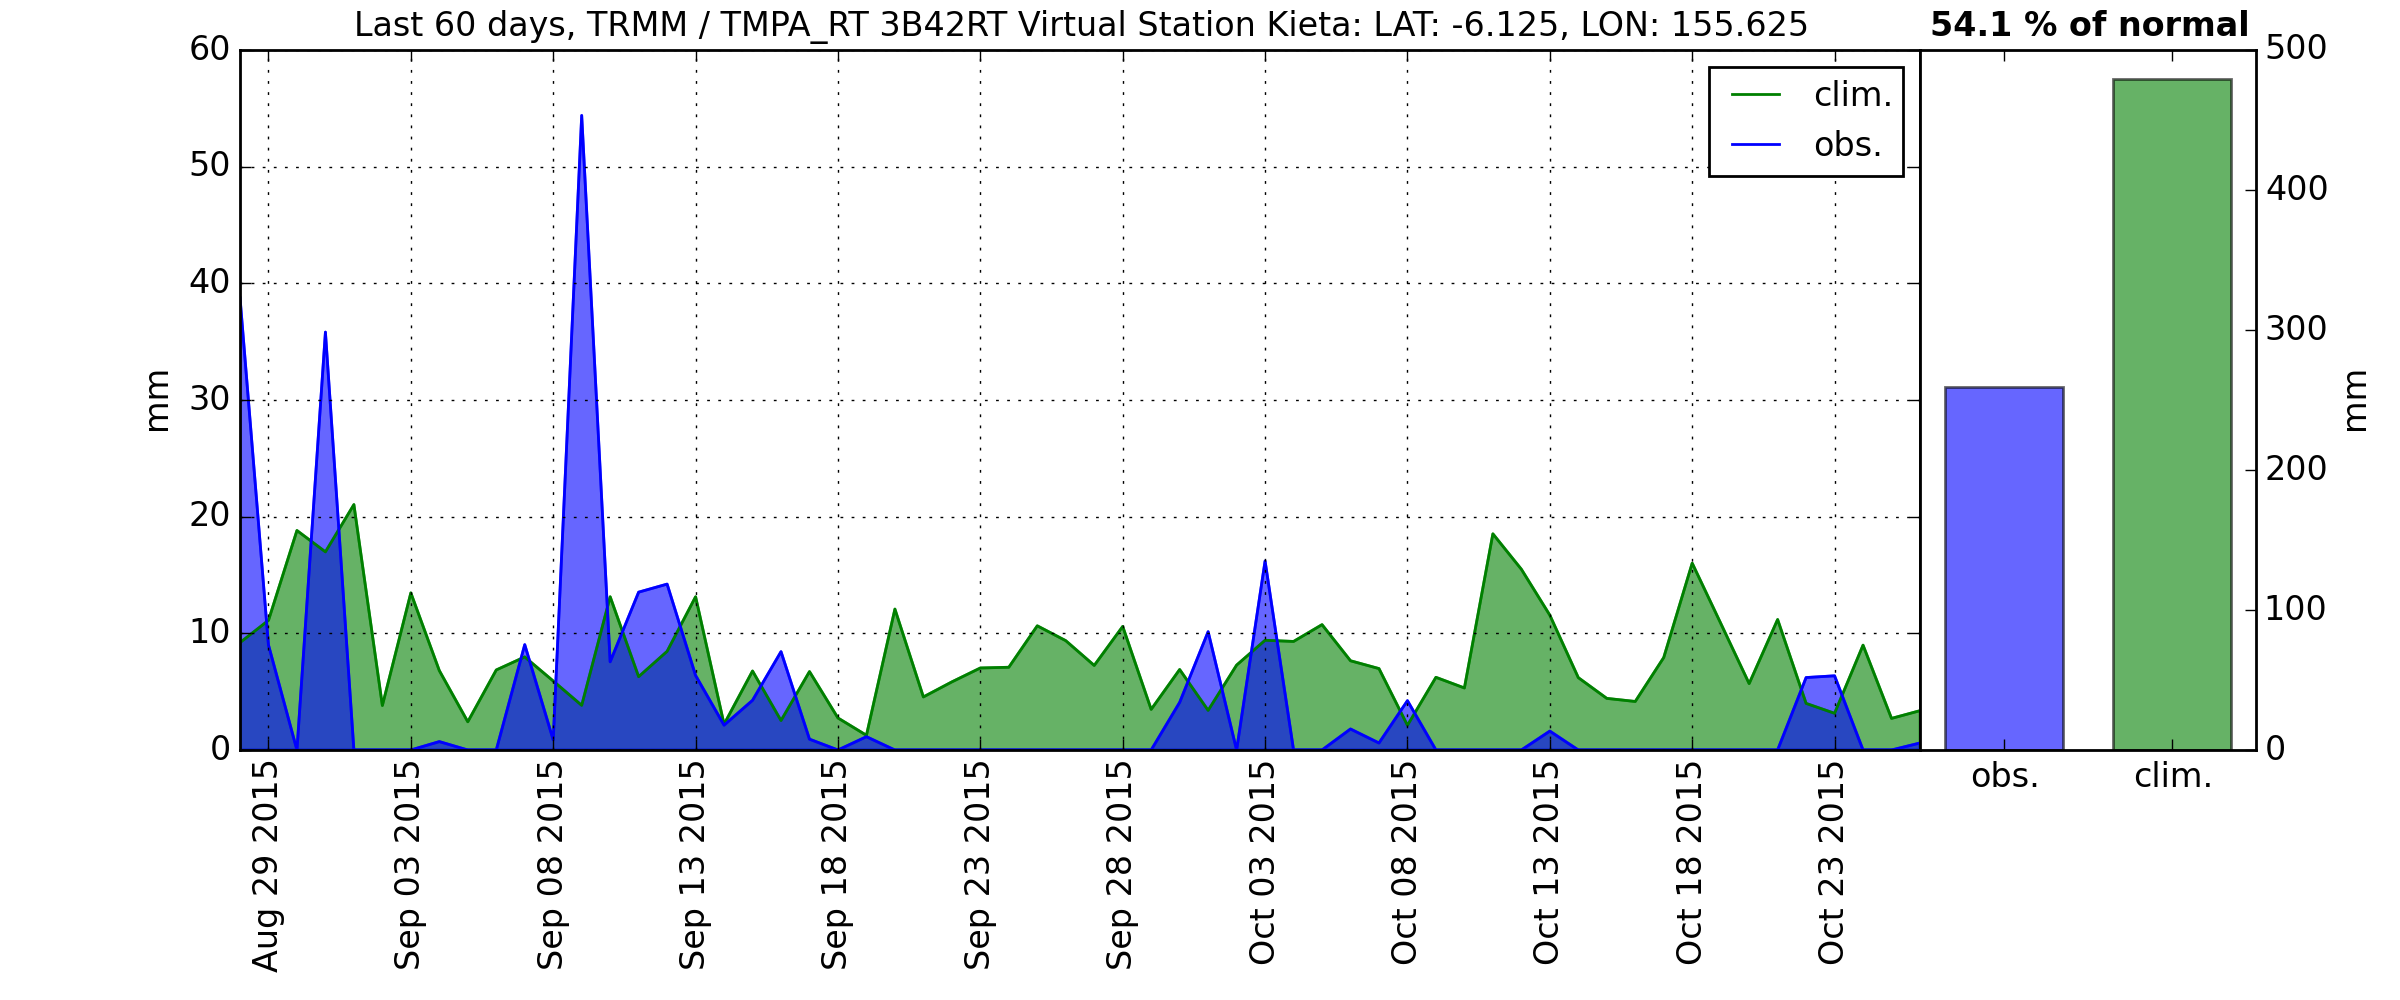 Last 60 days, TRMM / TMPA_RT 3B42RT Virtual Station Kieta: LAT: -6.125, LON: 155.625
54.1 % of normal
60
50
40
30
20
10
0
mm
clim.
obs.
Aug 29 2015
Sep 03 2015
Sep 08 2015
Sep 13 2015
Sep 18 2015
Sep 23 2015
Sep 28 2015
Oct 03 2015
Oct 08 2015
Oct 13 2015
Oct 18 2015
Oct 23 2015
500
400
300
200
100
0
mm
obs.
clim.